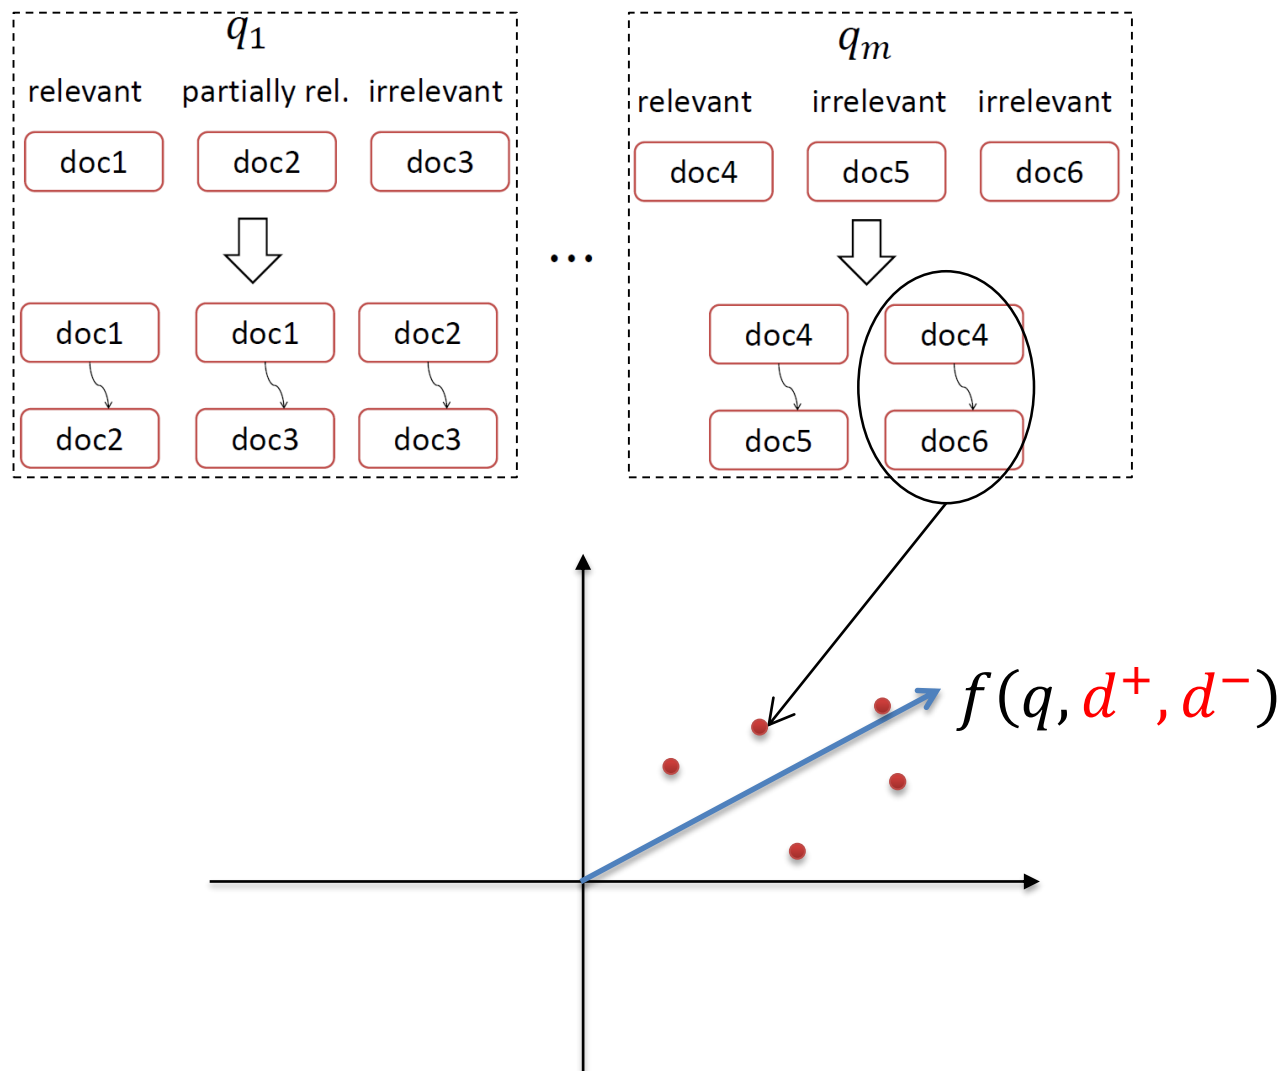 q₁
relevant partially rel. irrelevant
doc1 doc2 doc3
doc1 doc1 doc2
doc2 doc3 doc3
...
qₘ
relevant irrelevant irrelevant
doc4 doc5 doc6
doc4 doc4
doc5 doc6
f(q, d⁺, d⁻)